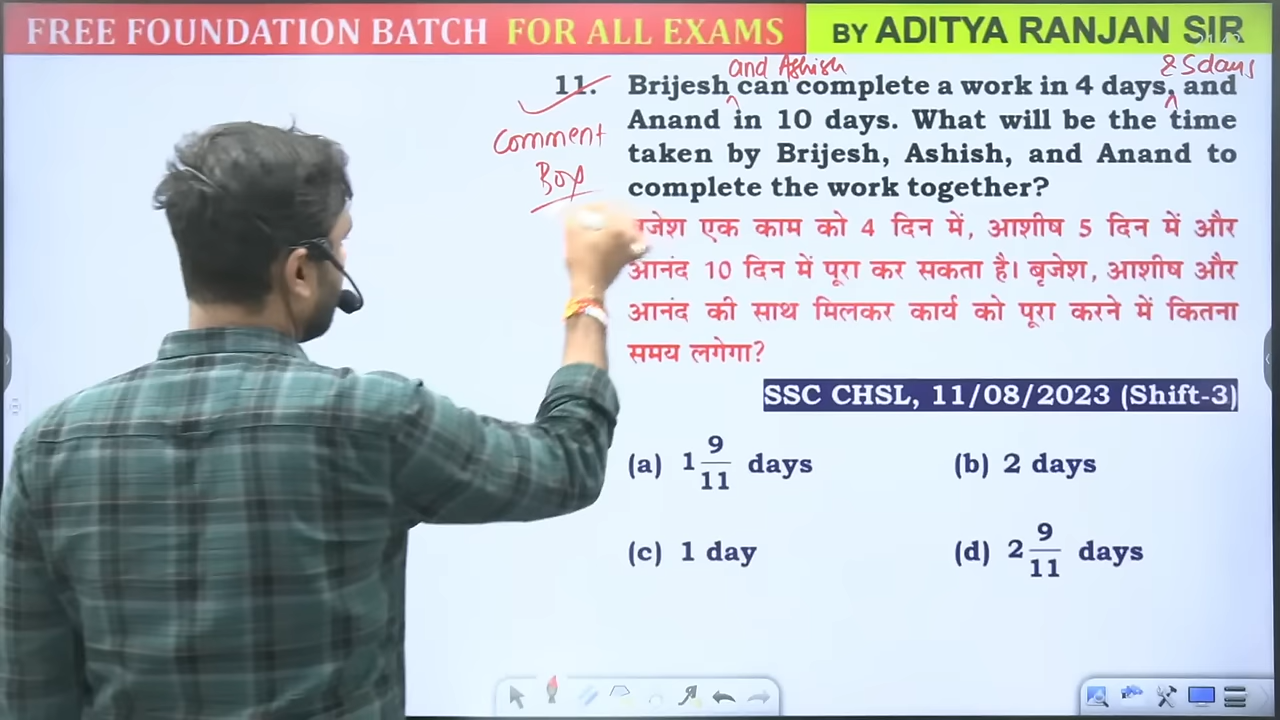 FREE FOUNDATION BATCH FOR ALL EXAMS
BY ADITYA RANJAN SIR
and Ashish
& 5days
11. Brijesh can complete a work in 4 days, and
Anand in 10 days. What will be the time
taken by Brijesh, Ashish, and Anand to
complete the work together?
Comment
Box
एक काम को 4 दिन में, आशीष 5 दिन में और
आनंद 10 दिन में पूरा कर सकता है। बृजेश, आशीष और
आनंद की साथ मिलकर कार्य को पूरा करने में कितना
समय लगेगा?
SSC CHSL, 11/08/2023 (Shift-3)
(a) 1 9/11 days
(b) 2 days
(c) 1 day
(d) 2 9/11 days